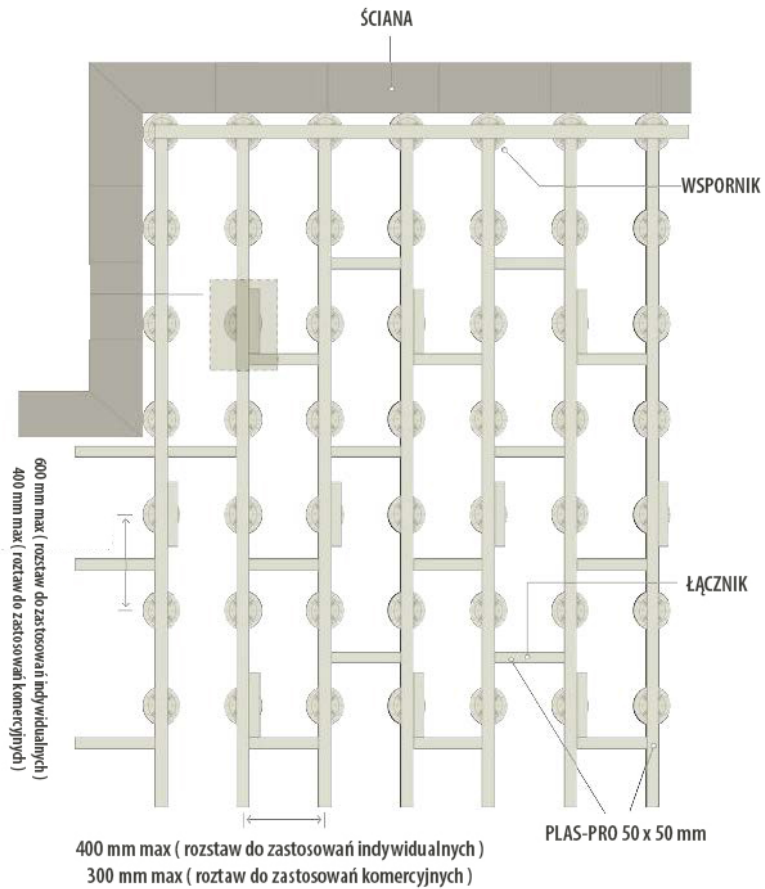 ŚCIANA
WSPORNIK
600 mm max ( rozstaw do zastosowań indywidualnych )
400 mm max ( roztaw do zastosowań komercyjnych )
ŁĄCZNIK
PLAS-PRO 50 x 50 mm
400 mm max ( rozstaw do zastosowań indywidualnych )
300 mm max ( roztaw do zastosowań komercyjnych )